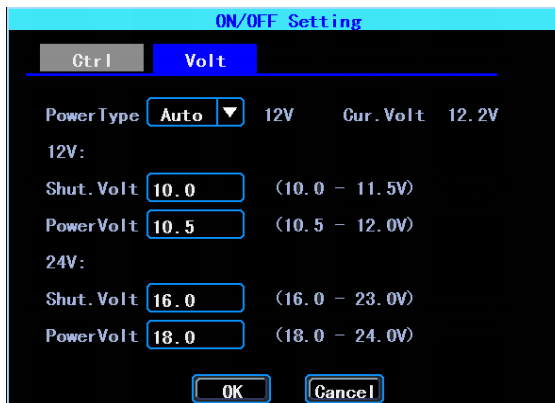 ON/OFF Setting
Ctrl Volt
PowerType Auto 12V Cur.Volt 12.2V
12V:
Shut.Volt 10.0 (10.0 - 11.5V)
PowerVolt 10.5 (10.5 - 12.0V)
24V:
Shut.Volt 16.0 (16.0 - 23.0V)
PowerVolt 18.0 (18.0 - 24.0V)
OK Cancel